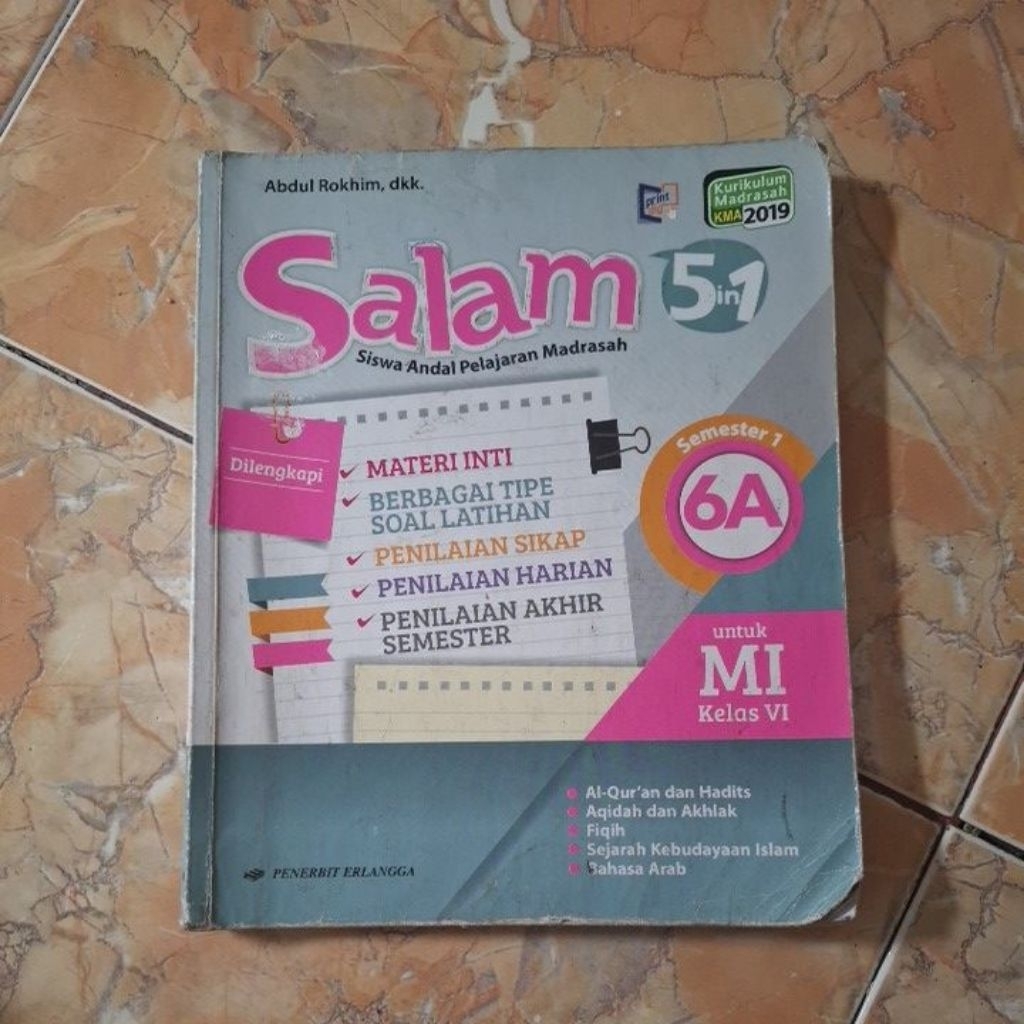 Abdul Rokhim, dkk.
print
Kurikulum
Madrasah
KMA 2019
Salam
5in1
Siswa Andal Pelajaran Madrasah
Dilengkapi
MATERI INTI
BERBAGAI TIPE
SOAL LATIHAN
PENILAIAN SIKAP
PENILAIAN HARIAN
PENILAIAN AKHIR
SEMESTER
Semester 1
6A
untuk
MI
Kelas VI
Al-Qur'an dan Hadits
Aqidah dan Akhlak
Fiqih
Sejarah Kebudayaan Islam
Bahasa Arab
PENERBIT ERLANGGA